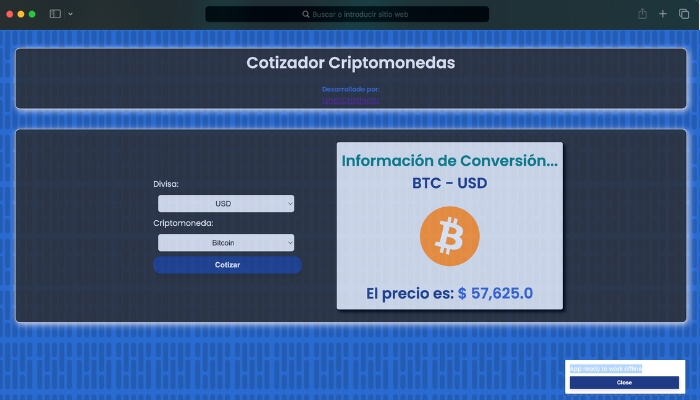 Buscar o introducir sitio web
Cotizador Criptomonedas
Desarrollado por:
Divisa:
USD
Criptomoneda:
Bitcoin
Cotizar
Información de Conversión...
BTC - USD
El precio es: $ 57,625.0
App ready to work offline
Close